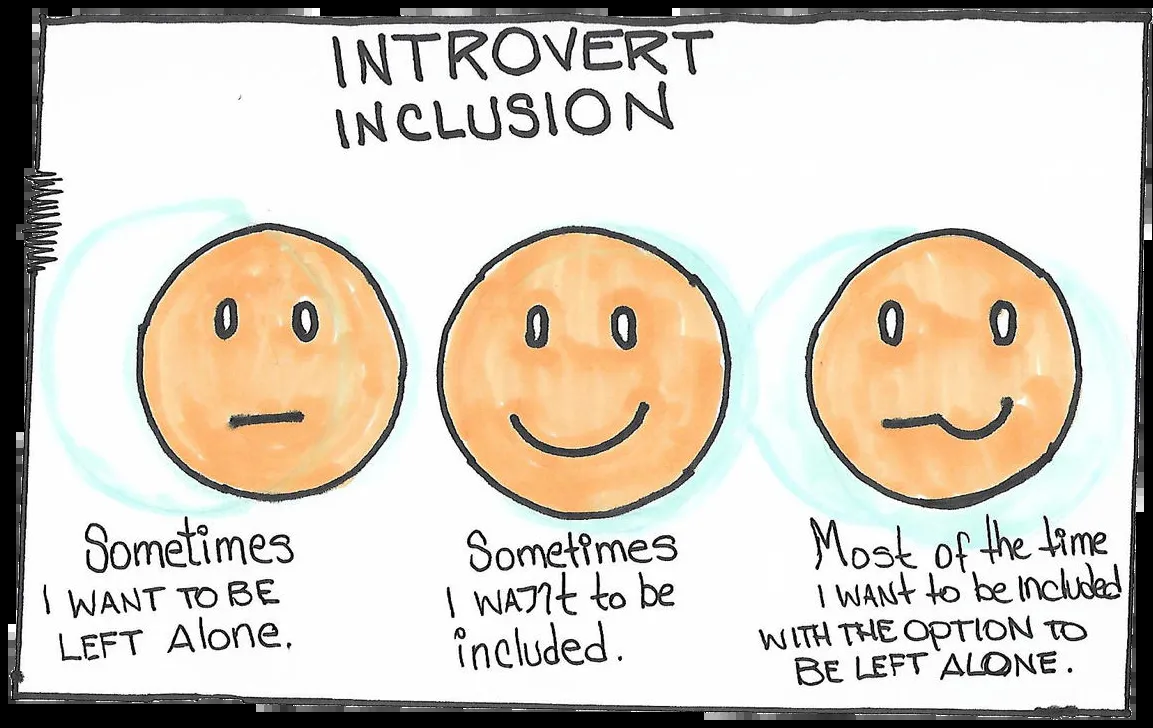 INTROVERT
INCLUSION
Sometimes
I WANT TO BE
LEFT Alone.
Sometimes
I WANt to be
included.
Most of the time
I WANt to be Included
WITH THE OPTION TO
BE LEFT ALONE.